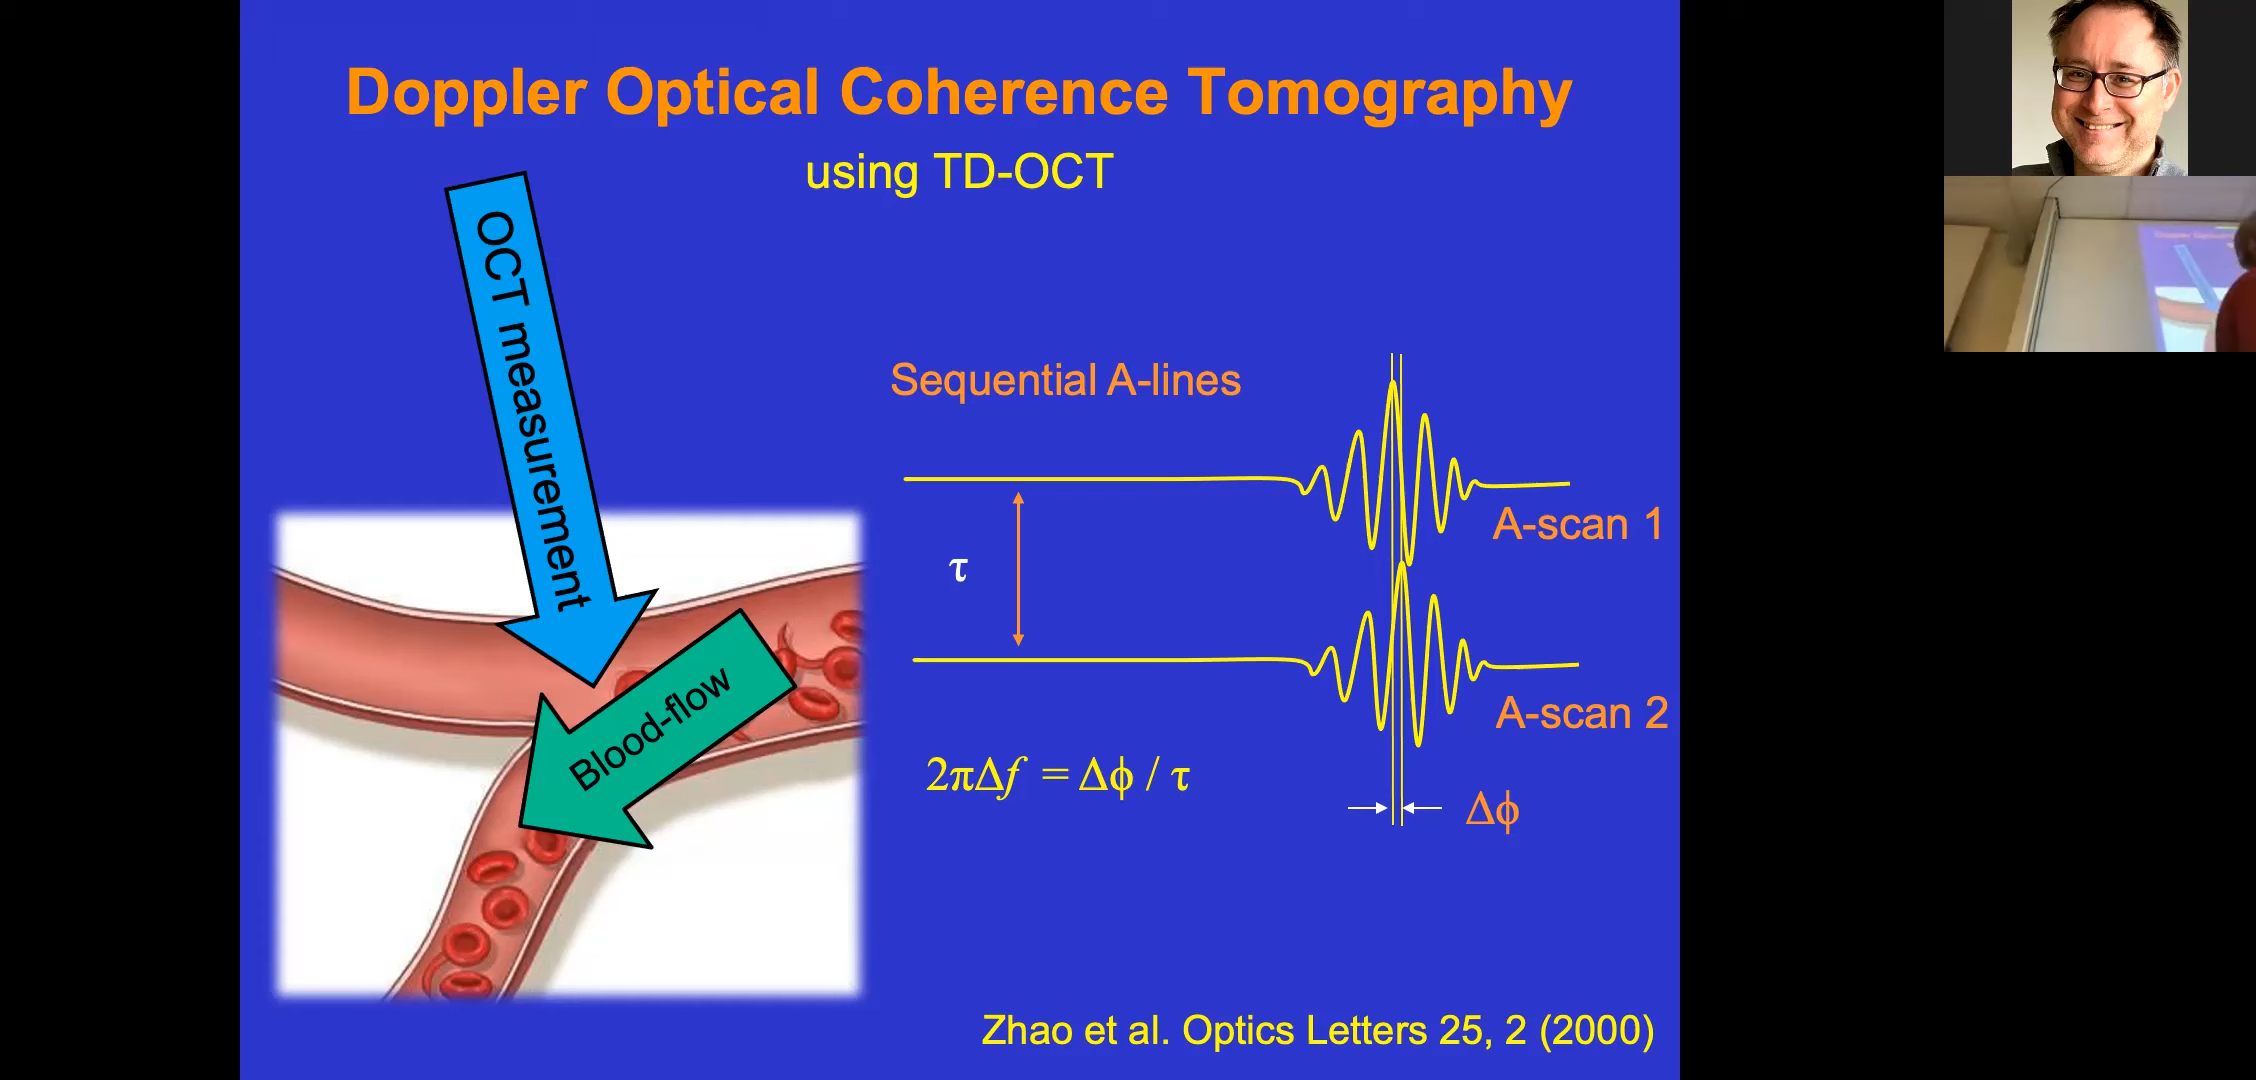 Doppler Optical Coherence Tomography
using TD-OCT
OCT measurement
Sequential A-lines
A-scan 1
τ
Blood-flow
A-scan 2
2πΔf = Δϕ / τ
Δϕ
Zhao et al. Optics Letters 25, 2 (2000)